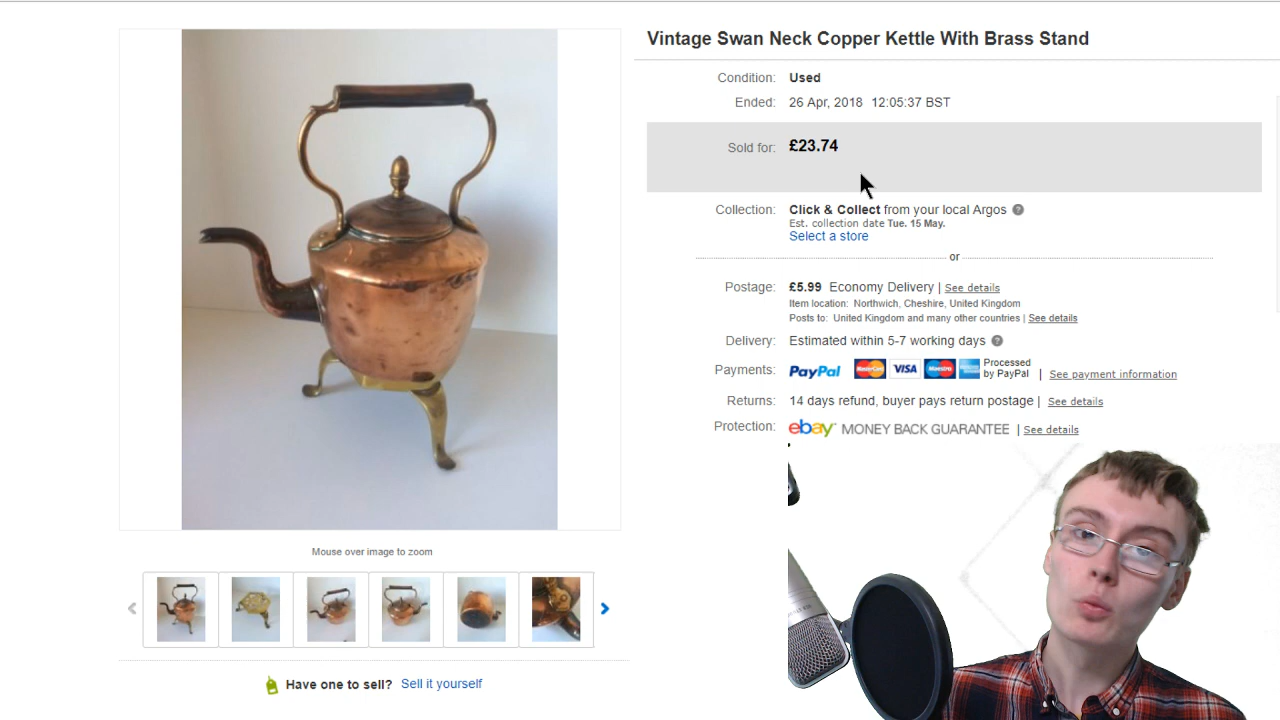 Vintage Swan Neck Copper Kettle With Brass Stand
Condition: Used
Ended: 26 Apr, 2018 12:05:37 BST
Sold for: £23.74
Collection: Click & Collect from your local Argos ?
Est. collection date Tue. 15 May.
Select a store
or
Postage: £5.99 Economy Delivery | See details
Item location: Northwich, Cheshire, United Kingdom
Posts to: United Kingdom and many other countries | See details
Delivery: Estimated within 5-7 working days ?
Payments: PayPal MasterCard VISA Maestro Processed by PayPal | See payment information
Returns: 14 days refund, buyer pays return postage | See details
Protection: ebay MONEY BACK GUARANTEE | See details
Mouse over image to zoom
Have one to sell? Sell it yourself